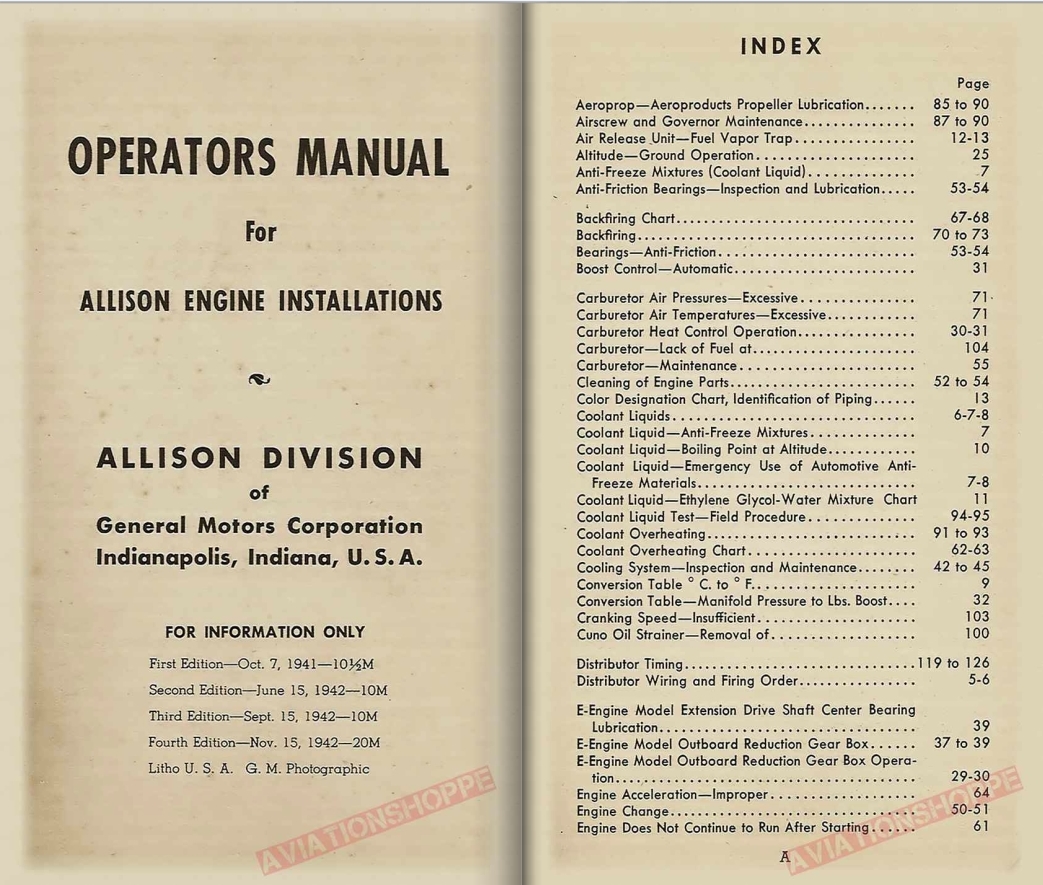 OPERATORS MANUAL
For
ALLISON ENGINE INSTALLATIONS
ALLISON DIVISION
of
General Motors Corporation
Indianapolis, Indiana, U. S. A.
FOR INFORMATION ONLY
First Edition—Oct. 7, 1941—10½M
Second Edition—June 15, 1942—10M
Third Edition—Sept. 15, 1942—10M
Fourth Edition—Nov. 15, 1942—20M
Litho U. S. A. G. M. Photographic
AVIATIONSHOPPE
INDEX
Page
Aeroprop—Aeroproducts Propeller Lubrication....... 85 to 90
Airscrew and Governor Maintenance............... 87 to 90
Air Release Unit—Fuel Vapor Trap................ 12-13
Altitude—Ground Operation...................... 25
Anti-Freeze Mixtures (Coolant Liquid).............. 7
Anti-Friction Bearings—Inspection and Lubrication..... 53-54
Backfiring Chart................................ 67-68
Backfiring..................................... 70 to 73
Bearings—Anti-Friction.......................... 53-54
Boost Control—Automatic........................ 31
Carburetor Air Pressures—Excessive............... 71
Carburetor Air Temperatures—Excessive............ 71
Carburetor Heat Control Operation................ 30-31
Carburetor—Lack of Fuel at...................... 104
Carburetor—Maintenance........................ 55
Cleaning of Engine Parts......................... 52 to 54
Color Designation Chart, Identification of Piping...... 13
Coolant Liquids................................. 6-7-8
Coolant Liquid—Anti-Freeze Mixtures.............. 7
Coolant Liquid—Boiling Point at Altitude............ 10
Coolant Liquid—Emergency Use of Automotive Anti-
Freeze Materials............................. 7-8
Coolant Liquid—Ethylene Glycol-Water Mixture Chart 11
Coolant Liquid Test—Field Procedure.............. 94-95
Coolant Overheating............................ 91 to 93
Coolant Overheating Chart....................... 62-63
Cooling System—Inspection and Maintenance........ 42 to 45
Conversion Table ° C. to ° F...................... 9
Conversion Table—Manifold Pressure to Lbs. Boost.... 32
Cranking Speed—Insufficient...................... 103
Cuno Oil Strainer—Removal of.................... 100
Distributor Timing...............................119 to 126
Distributor Wiring and Firing Order................ 5-6
E-Engine Model Extension Drive Shaft Center Bearing
Lubrication................................... 39
E-Engine Model Outboard Reduction Gear Box...... 37 to 39
E-Engine Model Outboard Reduction Gear Box Opera-
tion........................................ 29-30
Engine Acceleration—Improper.................... 64
Engine Change.................................. 50-51
Engine Does Not Continue to Run After Starting...... 61
A
AVIATIONSHOPPE